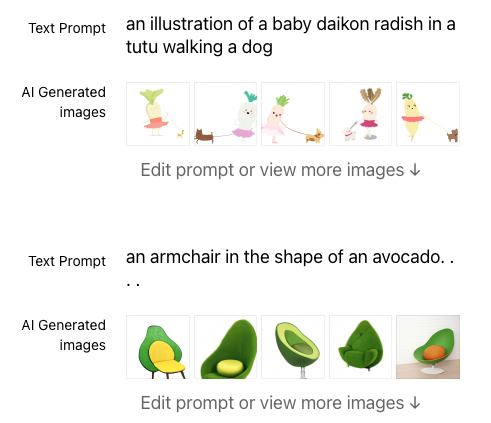 Text Prompt
an illustration of a baby daikon radish in a
tutu walking a dog
AI Generated
images
Edit prompt or view more images ↓
Text Prompt
an armchair in the shape of an avocado. .
. .
AI Generated
images
Edit prompt or view more images ↓